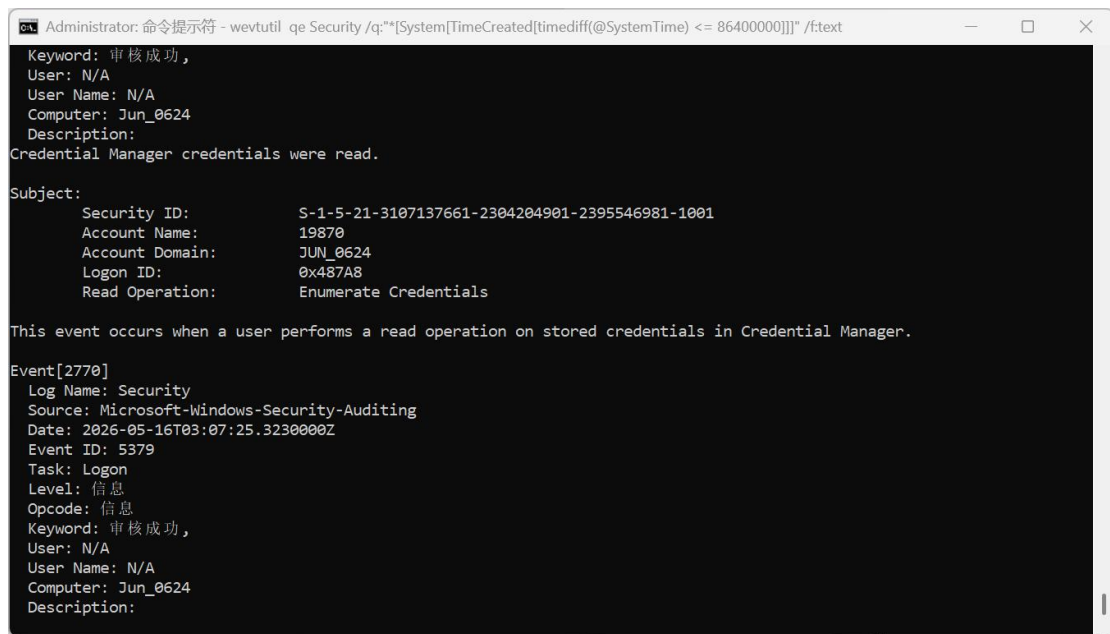 Administrator: 命令提示符 - wevtutil  qe Security /q:"*[System[TimeCreated[timediff(@SystemTime) <= 86400000]]]" /f:text
  Keyword: 审核成功,
  User: N/A
  User Name: N/A
  Computer: Jun_0624
  Description:
Credential Manager credentials were read.

Subject:
        Security ID:            S-1-5-21-3107137661-2304204901-2395546981-1001
        Account Name:           19870
        Account Domain:         JUN_0624
        Logon ID:               0x487A8
        Read Operation:         Enumerate Credentials

This event occurs when a user performs a read operation on stored credentials in Credential Manager.

Event[2770]
  Log Name: Security
  Source: Microsoft-Windows-Security-Auditing
  Date: 2026-05-16T03:07:25.3230000Z
  Event ID: 5379
  Task: Logon
  Level: 信息
  Opcode: 信息
  Keyword: 审核成功,
  User: N/A
  User Name: N/A
  Computer: Jun_0624
  Description: